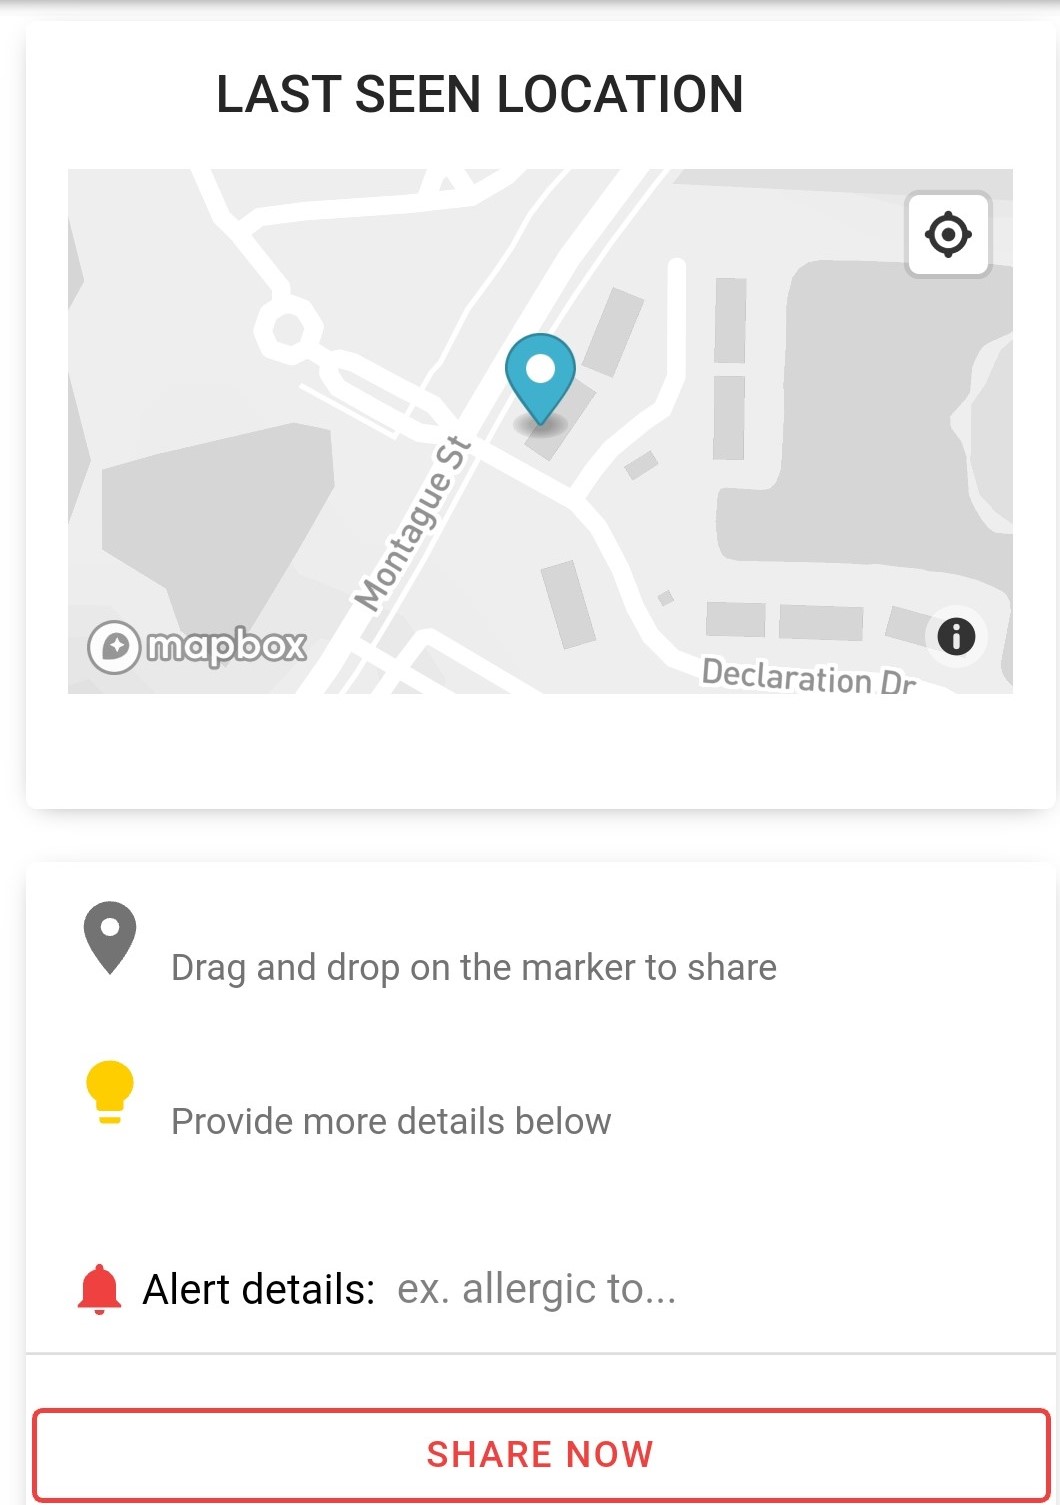 LAST SEEN LOCATION
Montague St
mapbox
Declaration Dr
Drag and drop on the marker to share
Provide more details below
Alert details: ex. allergic to...
SHARE NOW